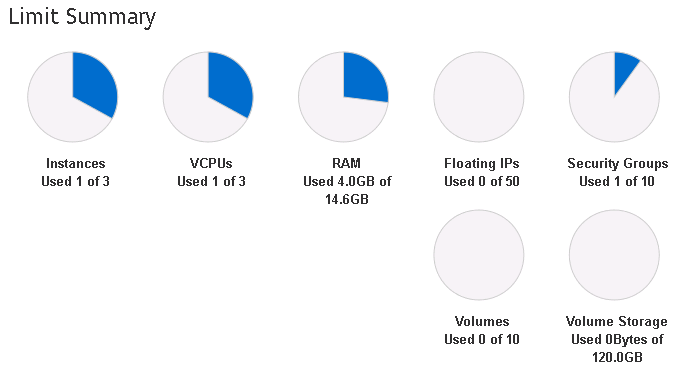 Limit Summary
Instances
Used 1 of 3
VCPUs
Used 1 of 3
RAM
Used 4.0GB of
14.6GB
Floating IPs
Used 0 of 50
Security Groups
Used 1 of 10
Volumes
Used 0 of 10
Volume Storage
Used 0Bytes of
120.0GB